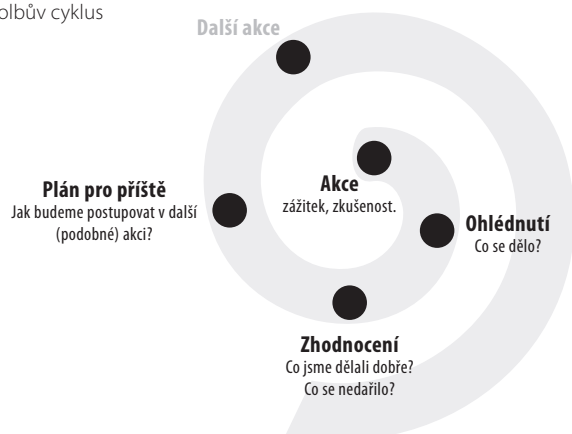 olbův cyklus
Další akce
Akce
zážitek, zkušenost.
Ohlédnutí
Co se dělo?
Zhodnocení
Co jsme dělali dobře?
Co se nedařilo?
Plán pro příště
Jak budeme postupovat v další
(podobné) akci?